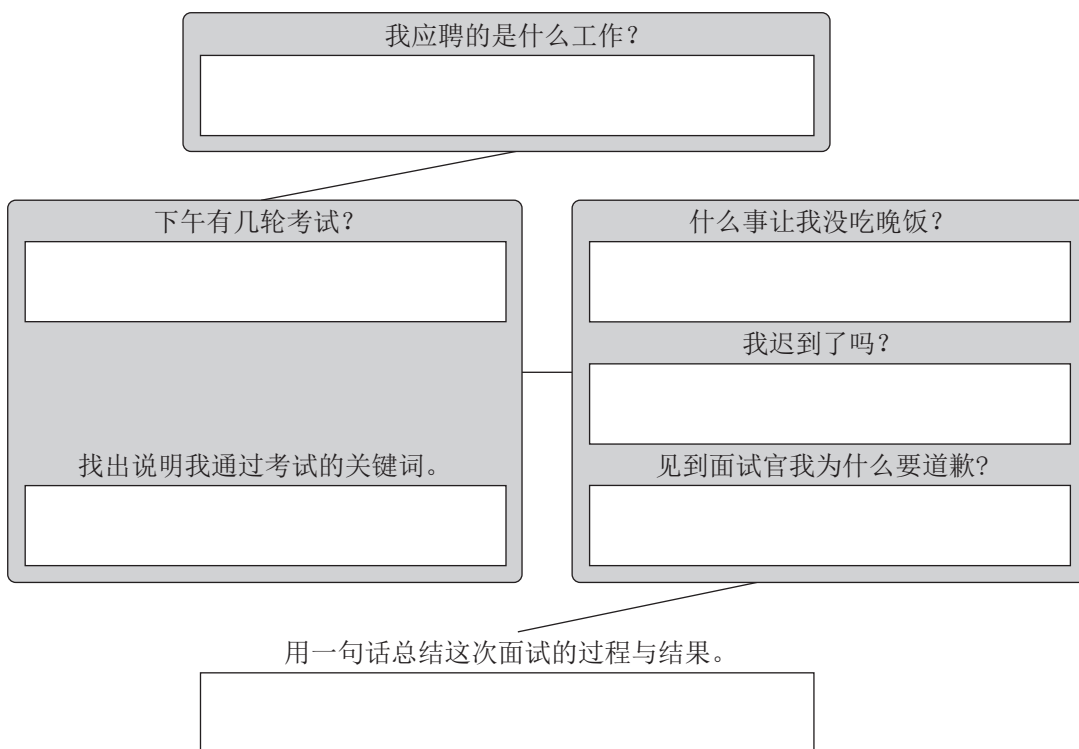 我应聘的是什么工作？
下午有几轮考试？
找出说明我通过考试的关键词。
什么事让我没吃晚饭？
我迟到了吗？
见到面试官我为什么要道歉?
用一句话总结这次面试的过程与结果。